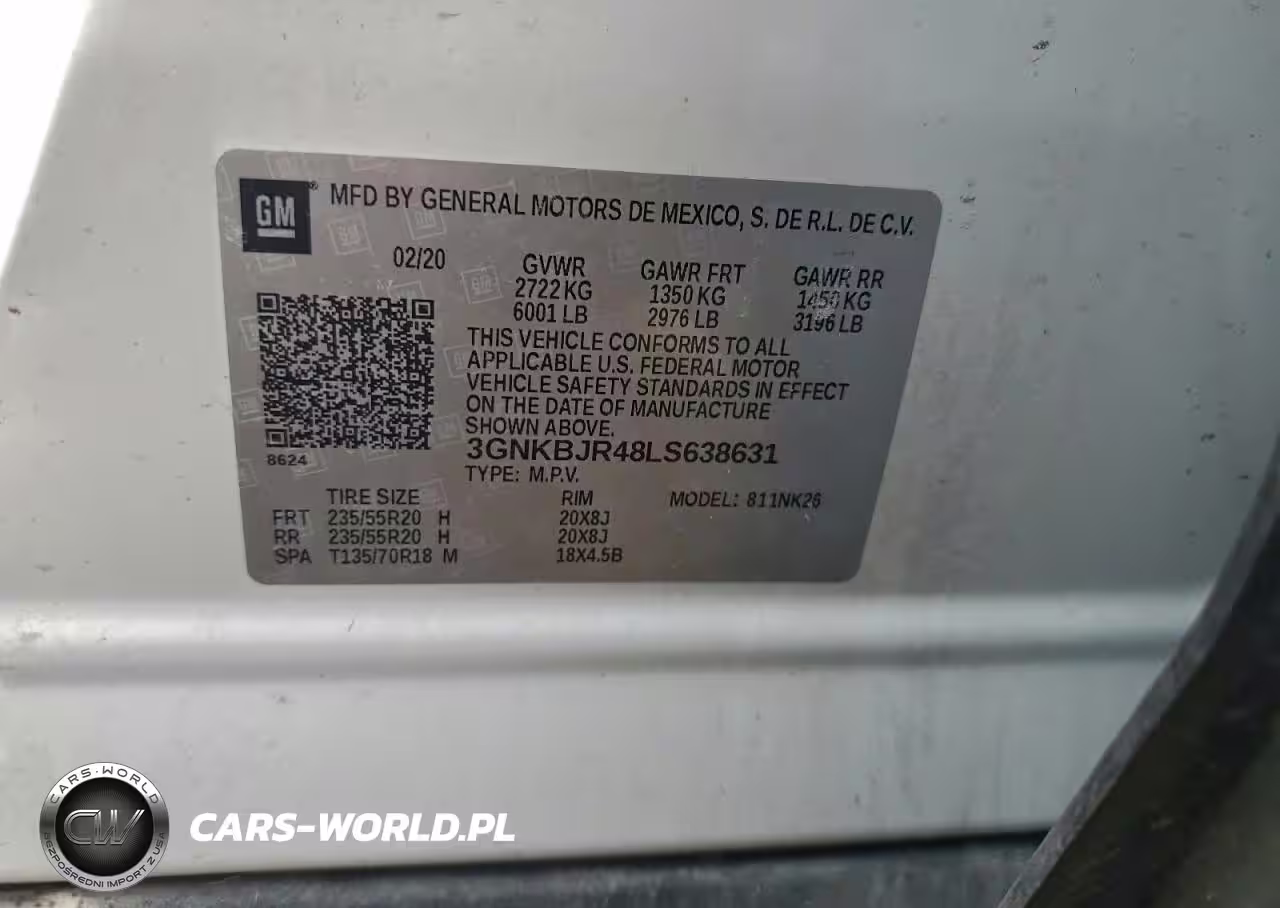 GM
®
MFD BY GENERAL MOTORS DE MEXICO, S. DE R.L. DE C.V.
02/20
GVWR GAWR FRT GAWR RR
2722 KG 1350 KG 1450 KG
6001 LB 2976 LB 3196 LB
THIS VEHICLE CONFORMS TO ALL
APPLICABLE U.S. FEDERAL MOTOR
VEHICLE SAFETY STANDARDS IN EFFECT
ON THE DATE OF MANUFACTURE
SHOWN ABOVE.
8624
3GNKBJR48LS638631
TYPE: M.P.V.
TIRE SIZE RIM MODEL: 811NK26
FRT 235/55R20 H 20X8J
RR 235/55R20 H 20X8J
SPA T135/70R18 M 18X4.5B
CARS-WORLD
CW
BEZPOŚREDNI IMPORT Z USA
CARS-WORLD.PL